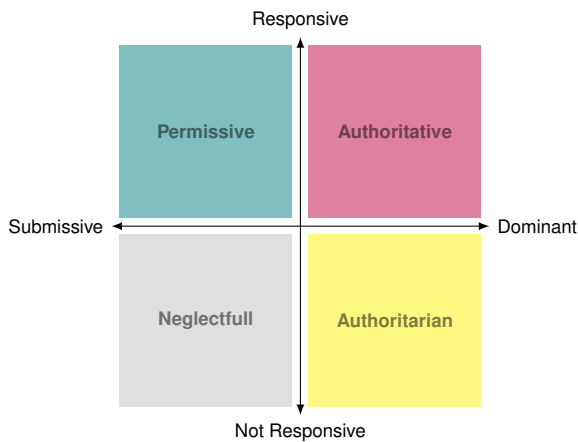 Responsive
Permissive
Authoritative
Submissive
Dominant
Neglectfull
Authoritarian
Not Responsive